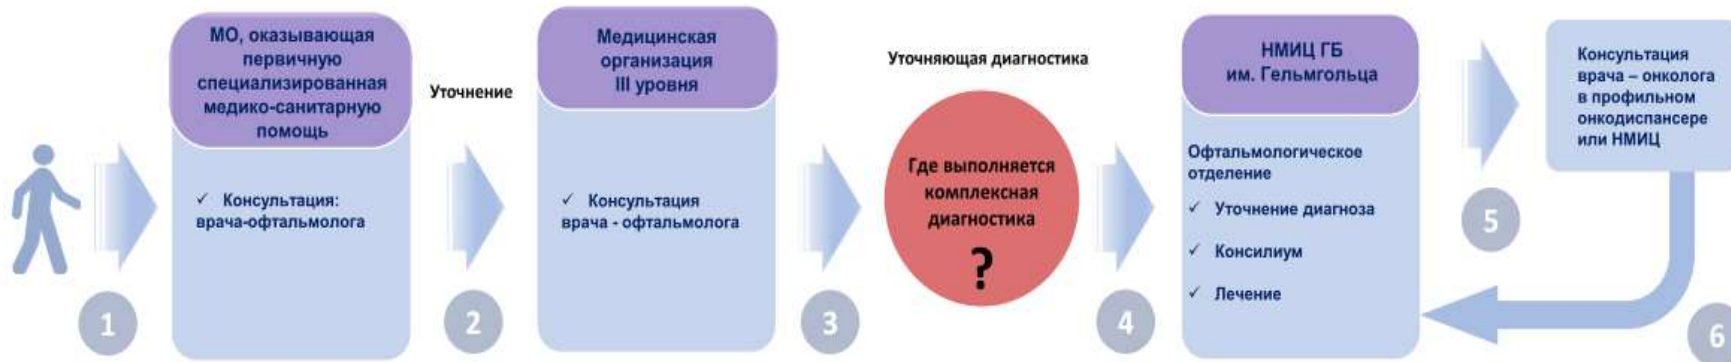 МО, оказывающая
первичную
специализированная
медико-санитарную
помощь
✓ Консультация:
врача-офтальмолога
1
Уточнение
2
Медицинская
организация
III уровня
✓ Консультация
врача - офтальмолога
3
Уточняющая диагностика
Где выполняется
комплексная
диагностика
?
4
НМИЦ ГБ
им. Гельмгольца
Офтальмологическое
отделение
✓ Уточнение диагноза
✓ Консилиум
✓ Лечение
5
Консультация
врача – онколога
в профильном
онкодиспансере
или НМИЦ
6